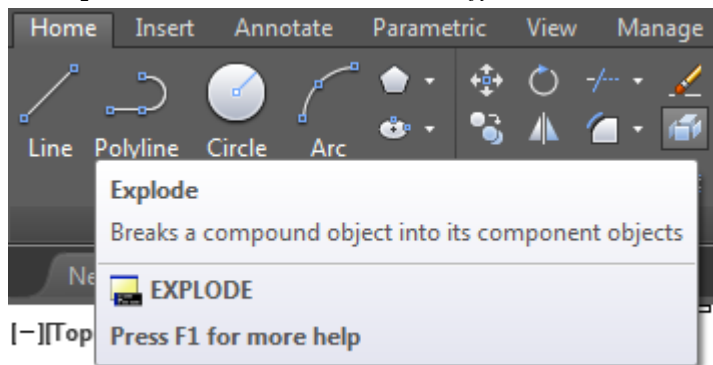 Home Insert Annotate Parametric View Manage
Line Polyline Circle Arc
Explode
Breaks a compound object into its component objects
EXPLODE
[−][Top
Press F1 for more help